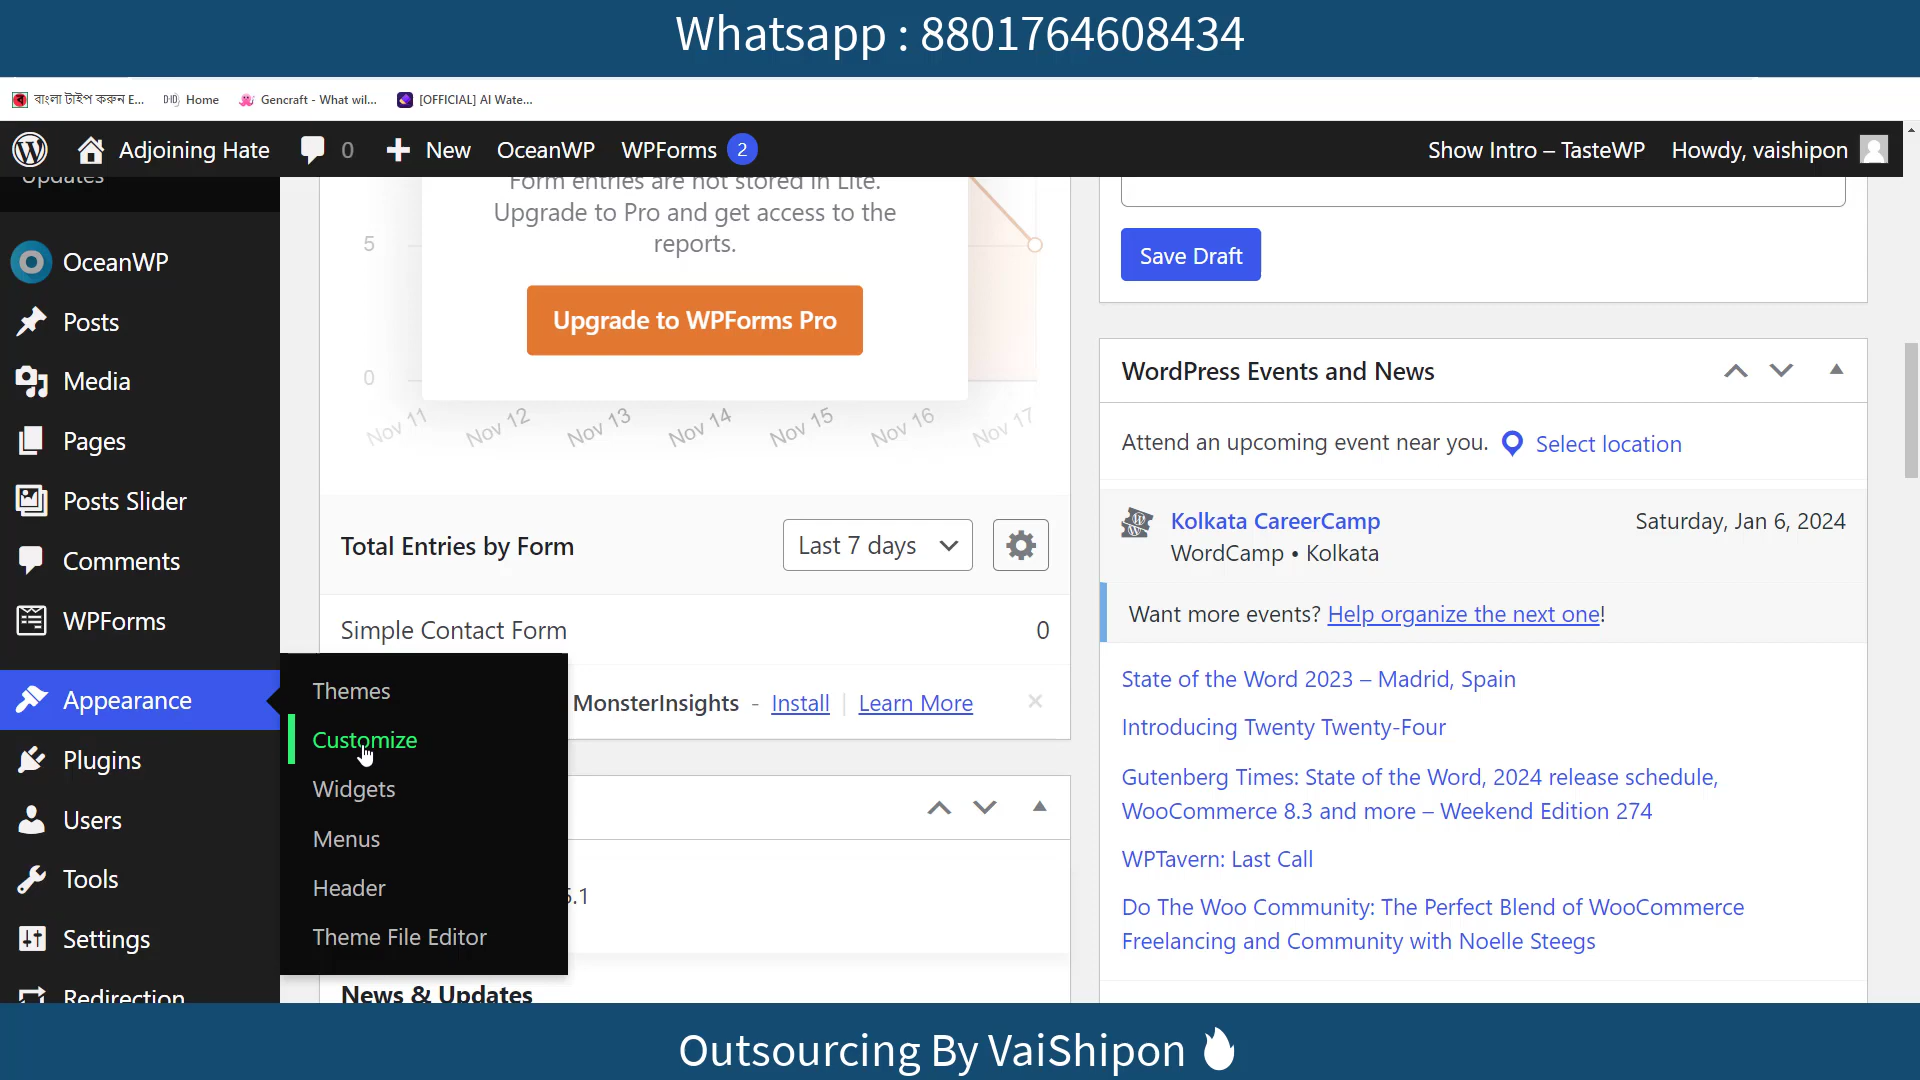 Whatsapp : 8801764608434
বাংলা টাইপ করুন E...
Home
Gencraft - What wil...
[OFFICIAL] AI Wate...
Adjoining Hate
0
New
OceanWP
WPForms 2
Show Intro – TasteWP
Howdy, vaishipon
Updates
OceanWP
Posts
Media
Pages
Posts Slider
Comments
WPForms
Appearance
Plugins
Users
Tools
Settings
Redirection
Themes
Customize
Widgets
Menus
Header
Theme File Editor
Form entries are not stored in Lite.
Upgrade to Pro and get access to the
reports.
Upgrade to WPForms Pro
5
0
Nov 11
Nov 12
Nov 13
Nov 14
Nov 15
Nov 16
Nov 17
Total Entries by Form
Last 7 days
Simple Contact Form
0
MonsterInsights - Install | Learn More
5.1
News & Updates
Save Draft
WordPress Events and News
Attend an upcoming event near you. Select location
Kolkata CareerCamp
Saturday, Jan 6, 2024
WordCamp • Kolkata
Want more events? Help organize the next one!
State of the Word 2023 – Madrid, Spain
Introducing Twenty Twenty-Four
Gutenberg Times: State of the Word, 2024 release schedule,
WooCommerce 8.3 and more – Weekend Edition 274
WPTavern: Last Call
Do The Woo Community: The Perfect Blend of WooCommerce
Freelancing and Community with Noelle Steegs
Outsourcing By VaiShipon